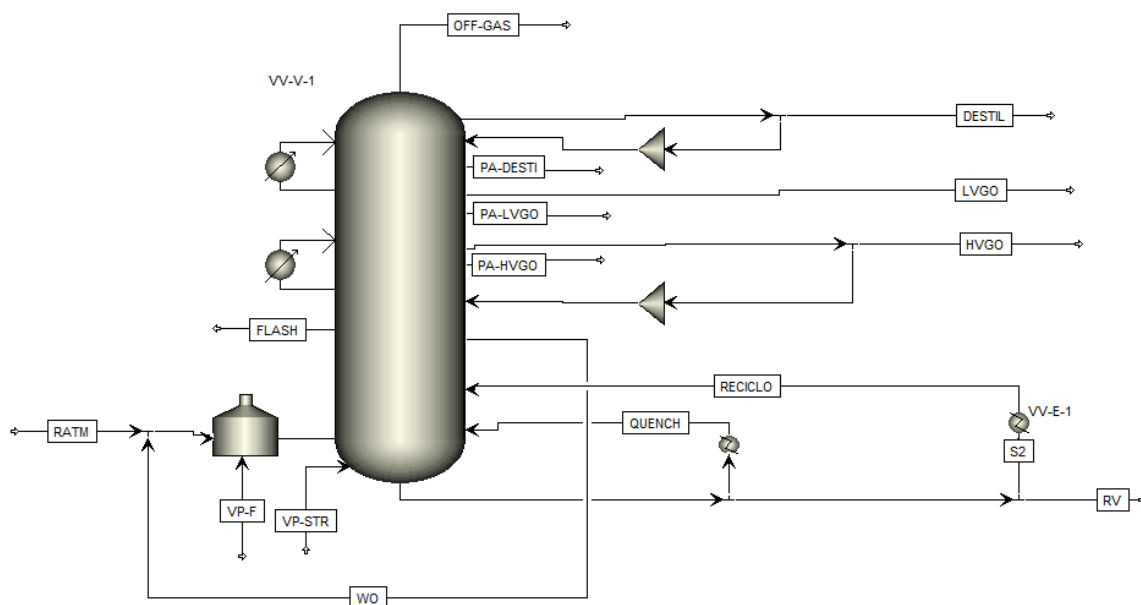 OFF-GAS
VV-V-1
DESTIL
PA-DESTI
LVGO
PA-LVGO
HVGO
PA-HVGO
FLASH
RECICLO
VV-E-1
RATM
QUENCH
S2
RV
VP-F
VP-STR
WO